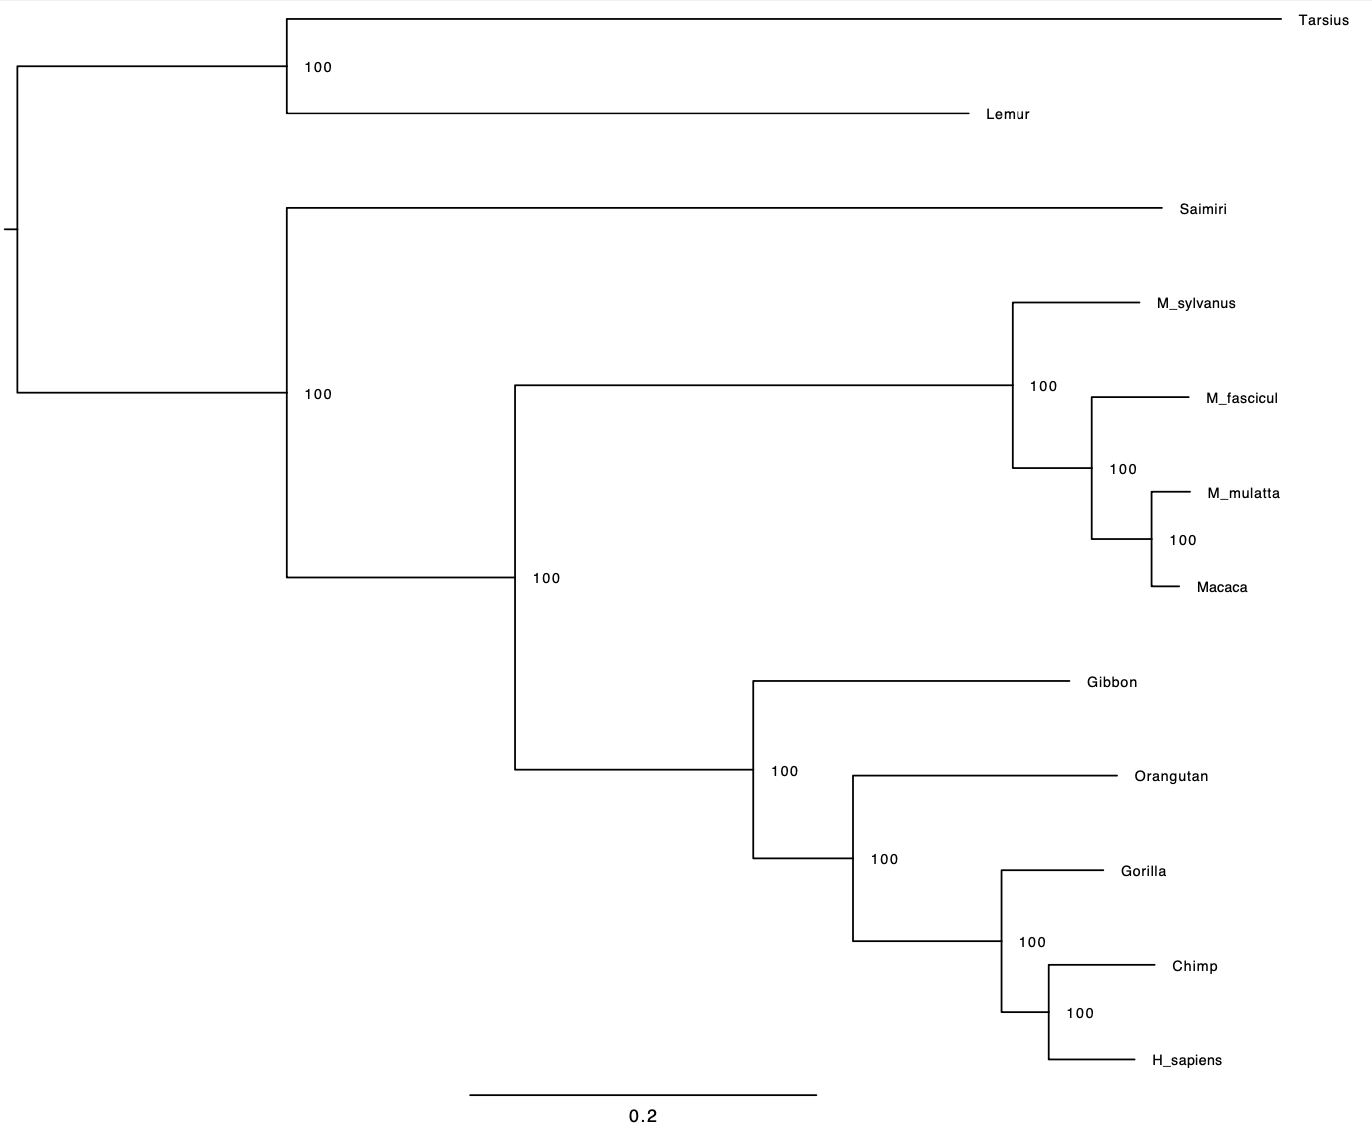 Tarsius
100
Lemur
Saimiri
M_sylvanus
100
100
M_fascicul
100
M_mulatta
100
100
Macaca
Gibbon
100
Orangutan
100
Gorilla
100
Chimp
100
H_sapiens
0.2